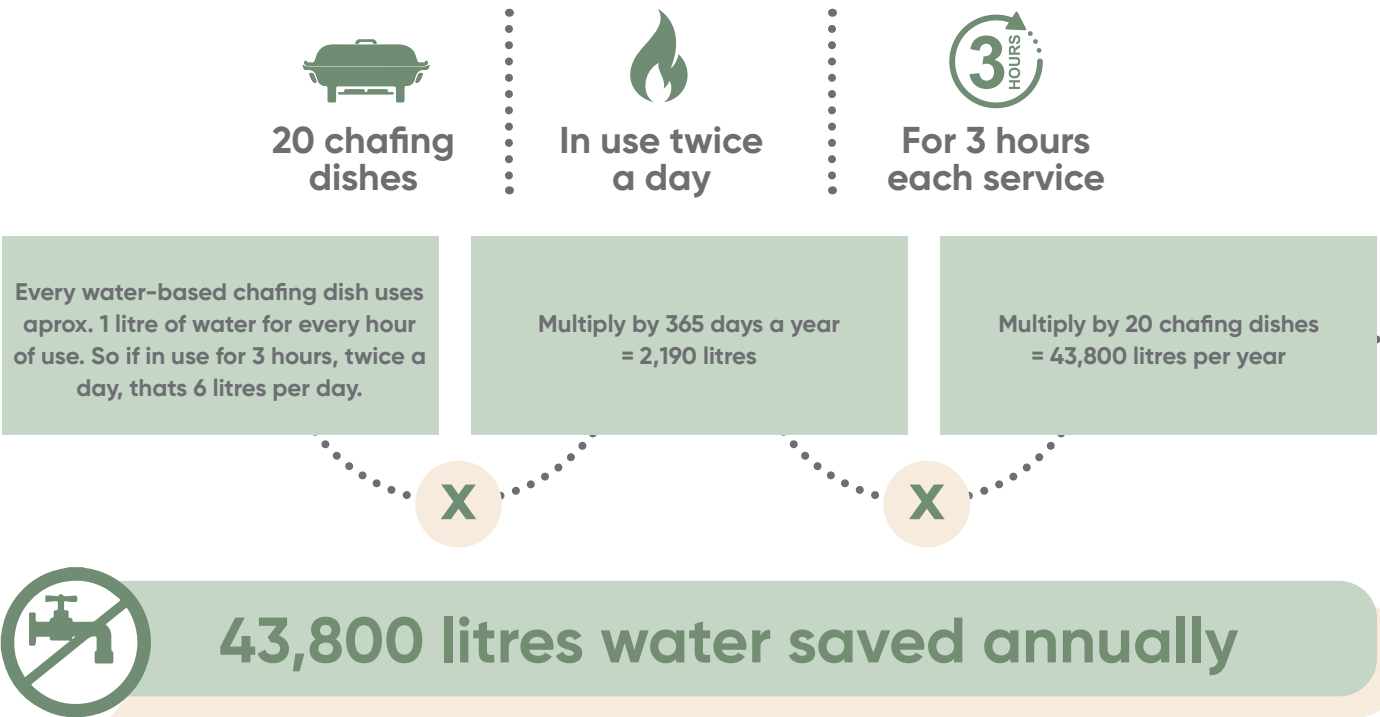 3
HOURS
20 chafing
dishes
In use twice
a day
For 3 hours
each service
Every water-based chafing dish uses
aprox. 1 litre of water for every hour
of use. So if in use for 3 hours, twice a
day, thats 6 litres per day.
Multiply by 365 days a year
= 2,190 litres
Multiply by 20 chafing dishes
= 43,800 litres per year
X
X
43,800 litres water saved annually